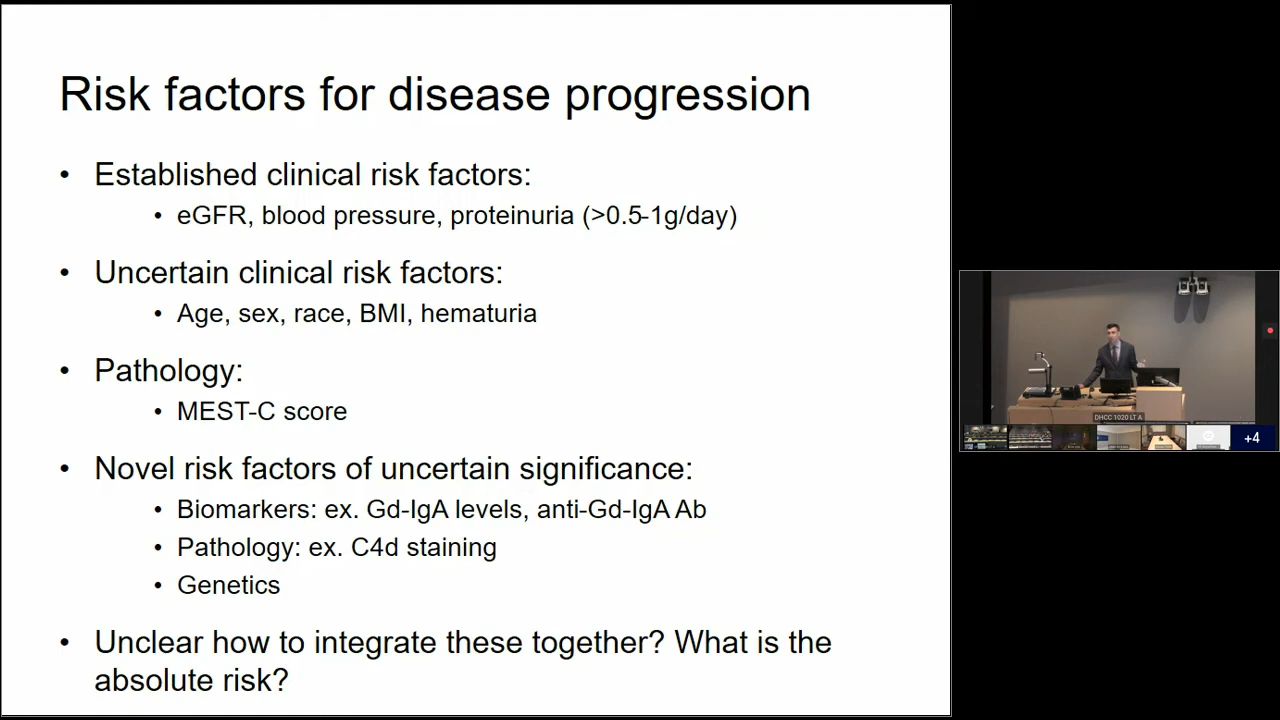 Risk factors for disease progression
• Established clinical risk factors:
• eGFR, blood pressure, proteinuria (>0.5-1g/day)
• Uncertain clinical risk factors:
• Age, sex, race, BMI, hematuria
• Pathology:
• MEST-C score
• Novel risk factors of uncertain significance:
• Biomarkers: ex. Gd-IgA levels, anti-Gd-IgA Ab
• Pathology: ex. C4d staining
• Genetics
• Unclear how to integrate these together? What is the
absolute risk?
DHCC 1020 LT A
+4